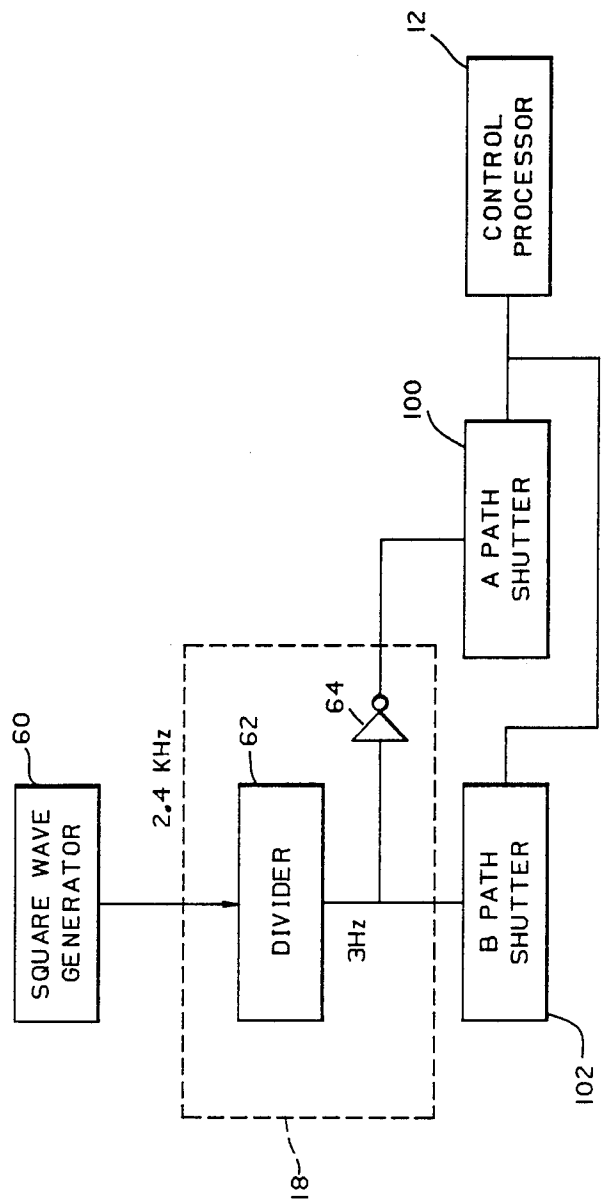 SQUARE WAVE
GENERATOR
60
2.4 KHz
DIVIDER
62
64
3Hz
18
B PATH
SHUTTER
102
A PATH
SHUTTER
100
CONTROL
PROCESSOR
12